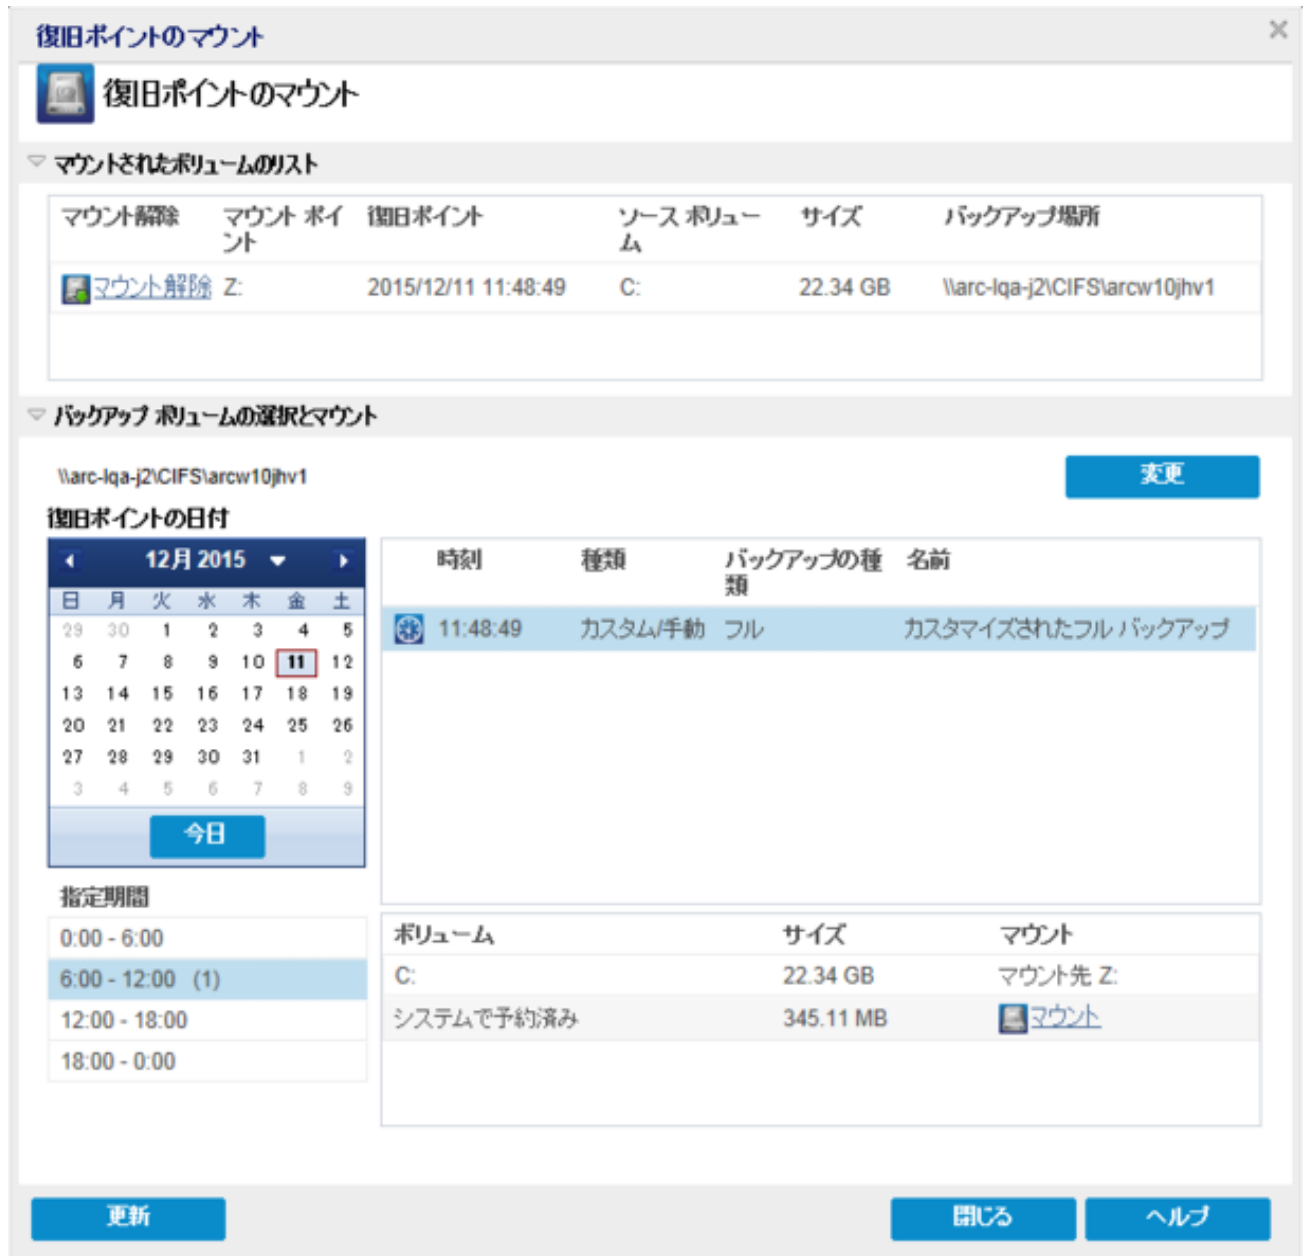 復旧ポイントのマウント
復旧ポイントのマウント
マウントされたボリュームのリスト
マウント解除 マウント ポイ 復旧ポイント ソース ボリュー サイズ バックアップ場所
ント ム
マウント解除 Z: 2015/12/11 11:48:49 C: 22.34 GB \\arc-lqa-j2\CIFS\arcw10jhv1
バックアップ ボリュームの選択とマウント
\\arc-lqa-j2\CIFS\arcw10jhv1 変更
復旧ポイントの日付
12月 2015
日 月 火 水 木 金 土
29 30 1 2 3 4 5
6 7 8 9 10 11 12
13 14 15 16 17 18 19
20 21 22 23 24 25 26
27 28 29 30 31 1 2
3 4 5 6 7 8 9
今日
時刻 種類 バックアップの種 名前
類
11:48:49 カスタム/手動 フル カスタマイズされたフル バックアップ
指定期間
0:00 - 6:00
6:00 - 12:00 (1)
12:00 - 18:00
18:00 - 0:00
ボリューム サイズ マウント
C: 22.34 GB マウント先 Z:
システムで予約済み 345.11 MB マウント
更新 閉じる ヘルプ